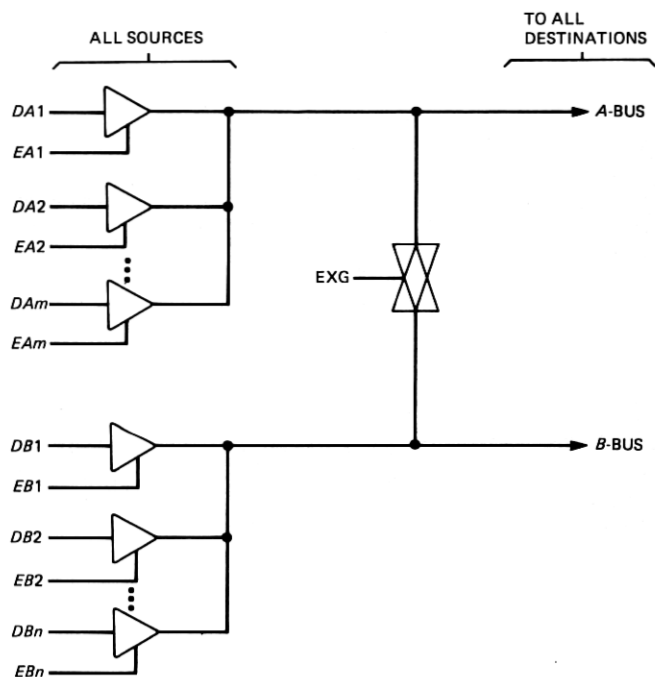 TO ALL
DESTINATIONS
ALL SOURCES
DA1
A-BUS
EA1
DA2
EA2
EXG
DAm
EAm
DB1
B-BUS
EB1
DB2
EB2
DBn
EBn